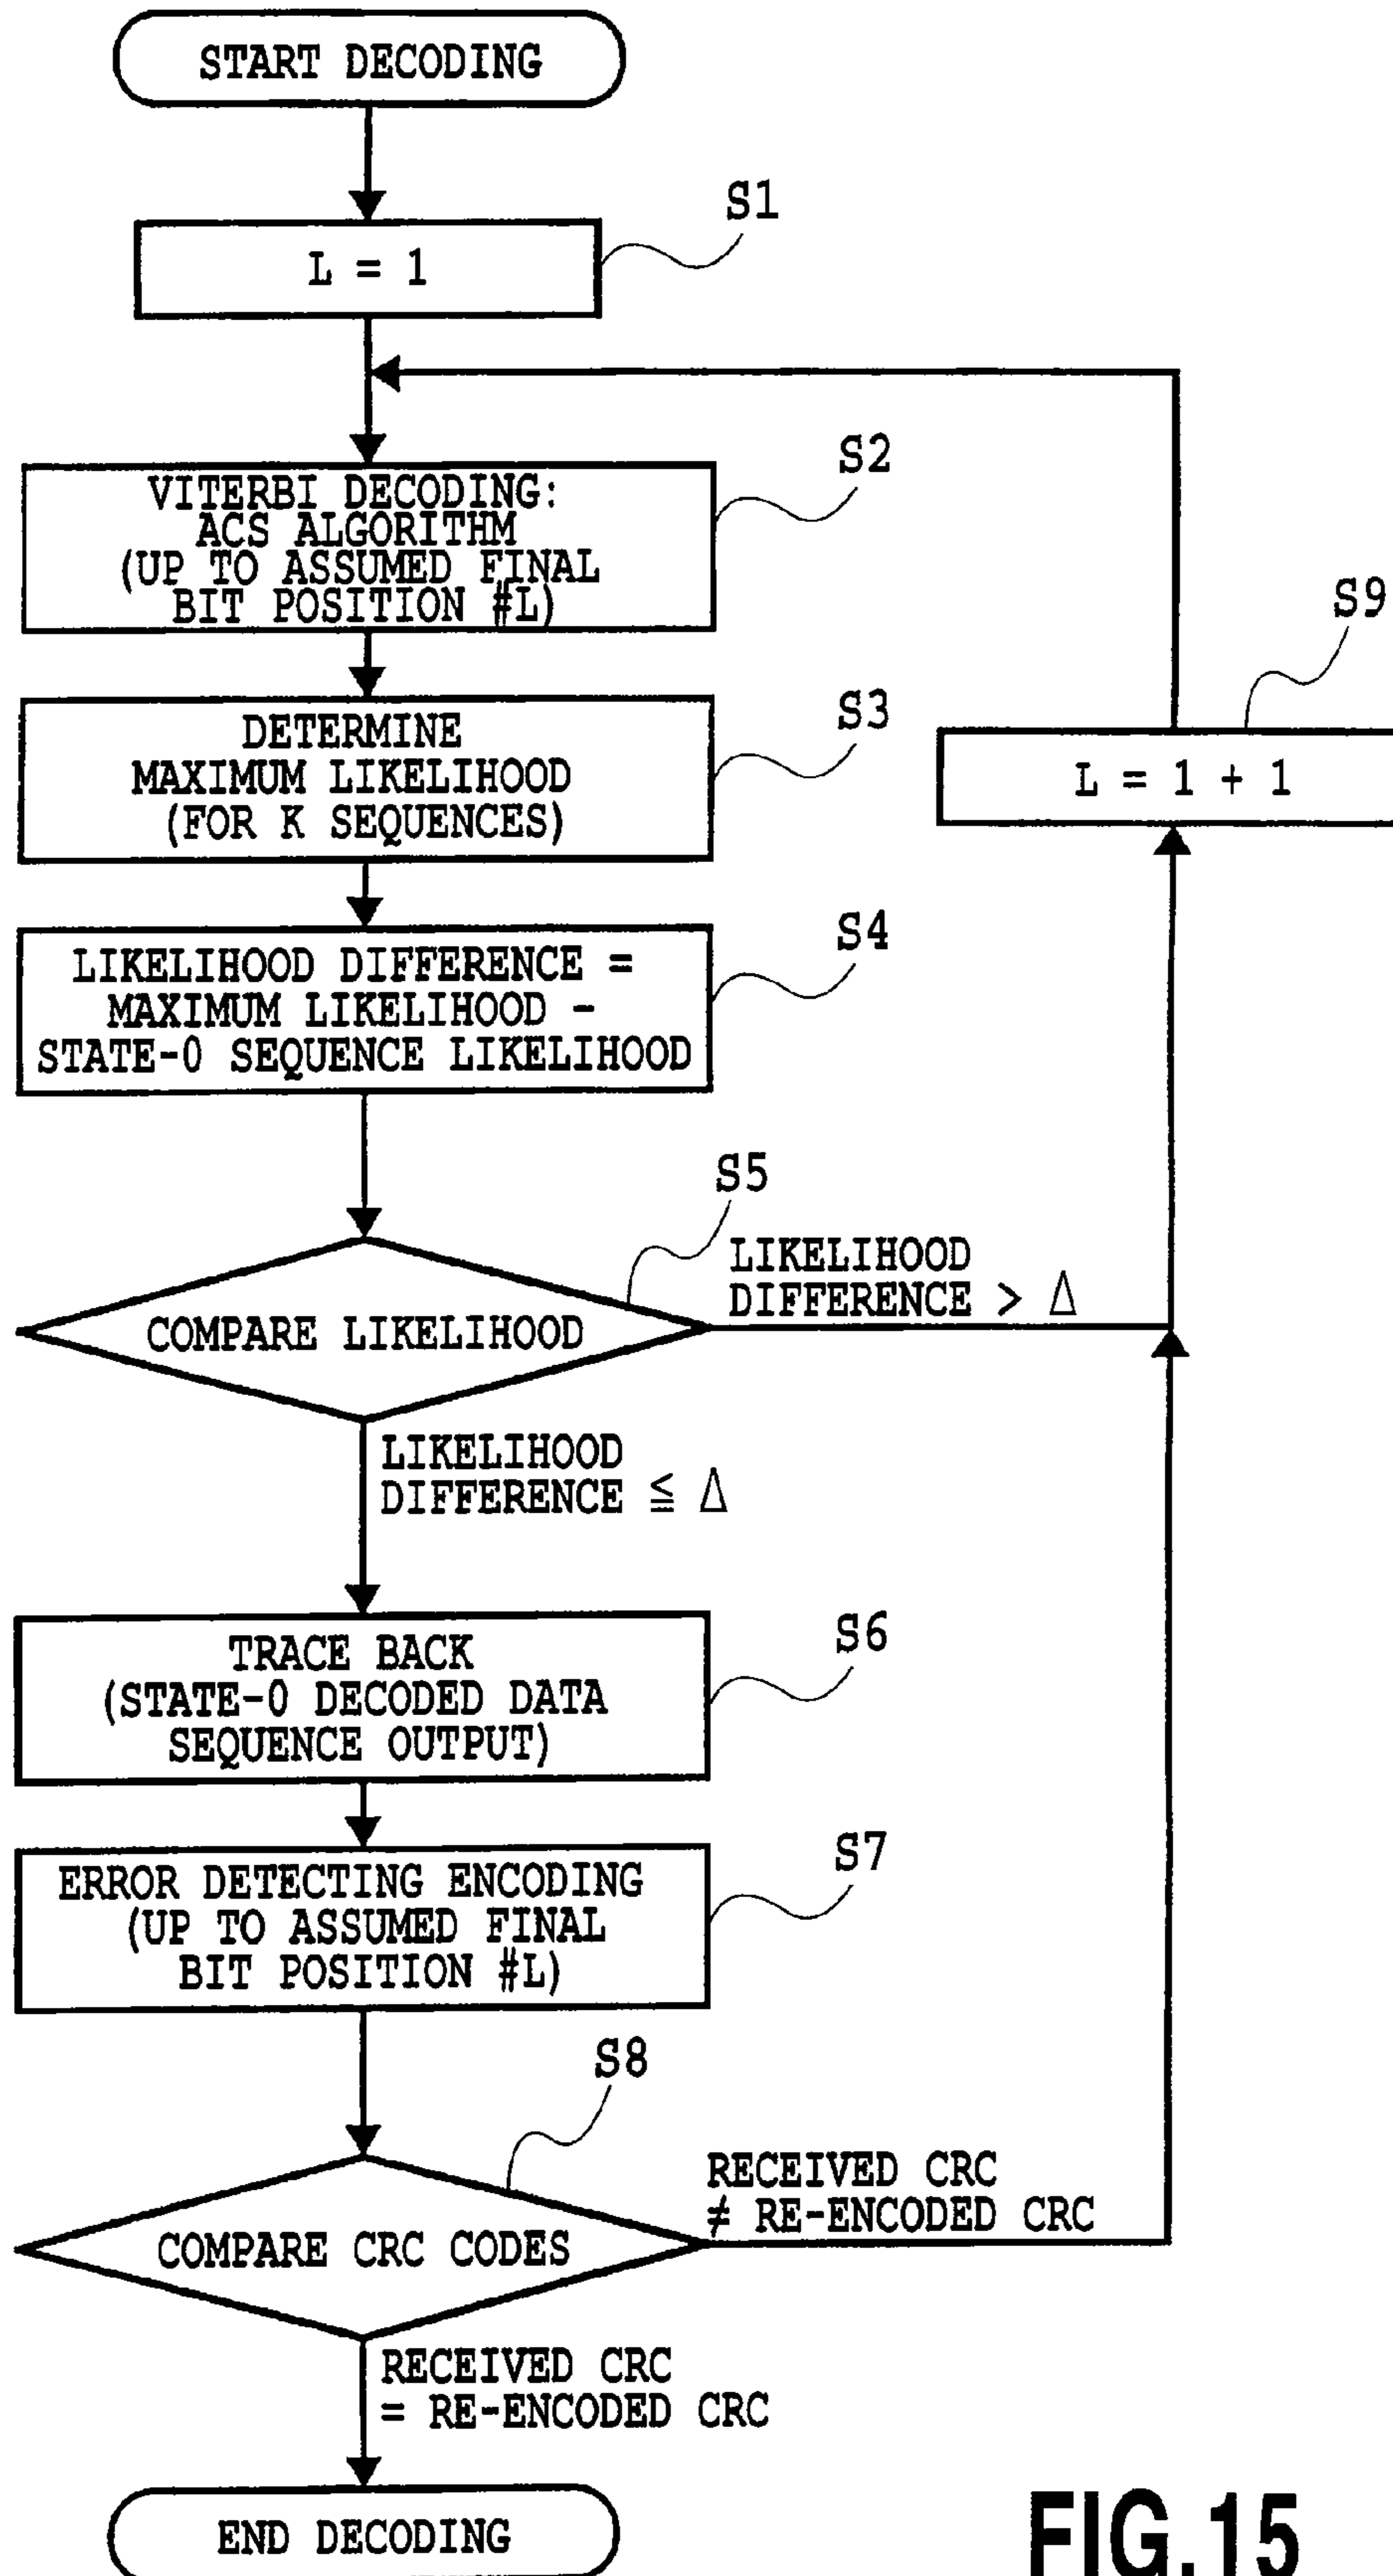 START DECODING
S1
L = 1
S2
VITERBI DECODING:
ACS ALGORITHM
(UP TO ASSUMED FINAL
BIT POSITION #L)
S9
L = 1 + 1
S3
DETERMINE
MAXIMUM LIKELIHOOD
(FOR K SEQUENCES)
S4
LIKELIHOOD DIFFERENCE =
MAXIMUM LIKELIHOOD -
STATE-0 SEQUENCE LIKELIHOOD
S5
COMPARE LIKELIHOOD
LIKELIHOOD
DIFFERENCE > Δ
LIKELIHOOD
DIFFERENCE ≦ Δ
S6
TRACE BACK
(STATE-0 DECODED DATA
SEQUENCE OUTPUT)
S7
ERROR DETECTING ENCODING
(UP TO ASSUMED FINAL
BIT POSITION #L)
S8
COMPARE CRC CODES
RECEIVED CRC
≠ RE-ENCODED CRC
RECEIVED CRC
= RE-ENCODED CRC
END DECODING
FIG.15